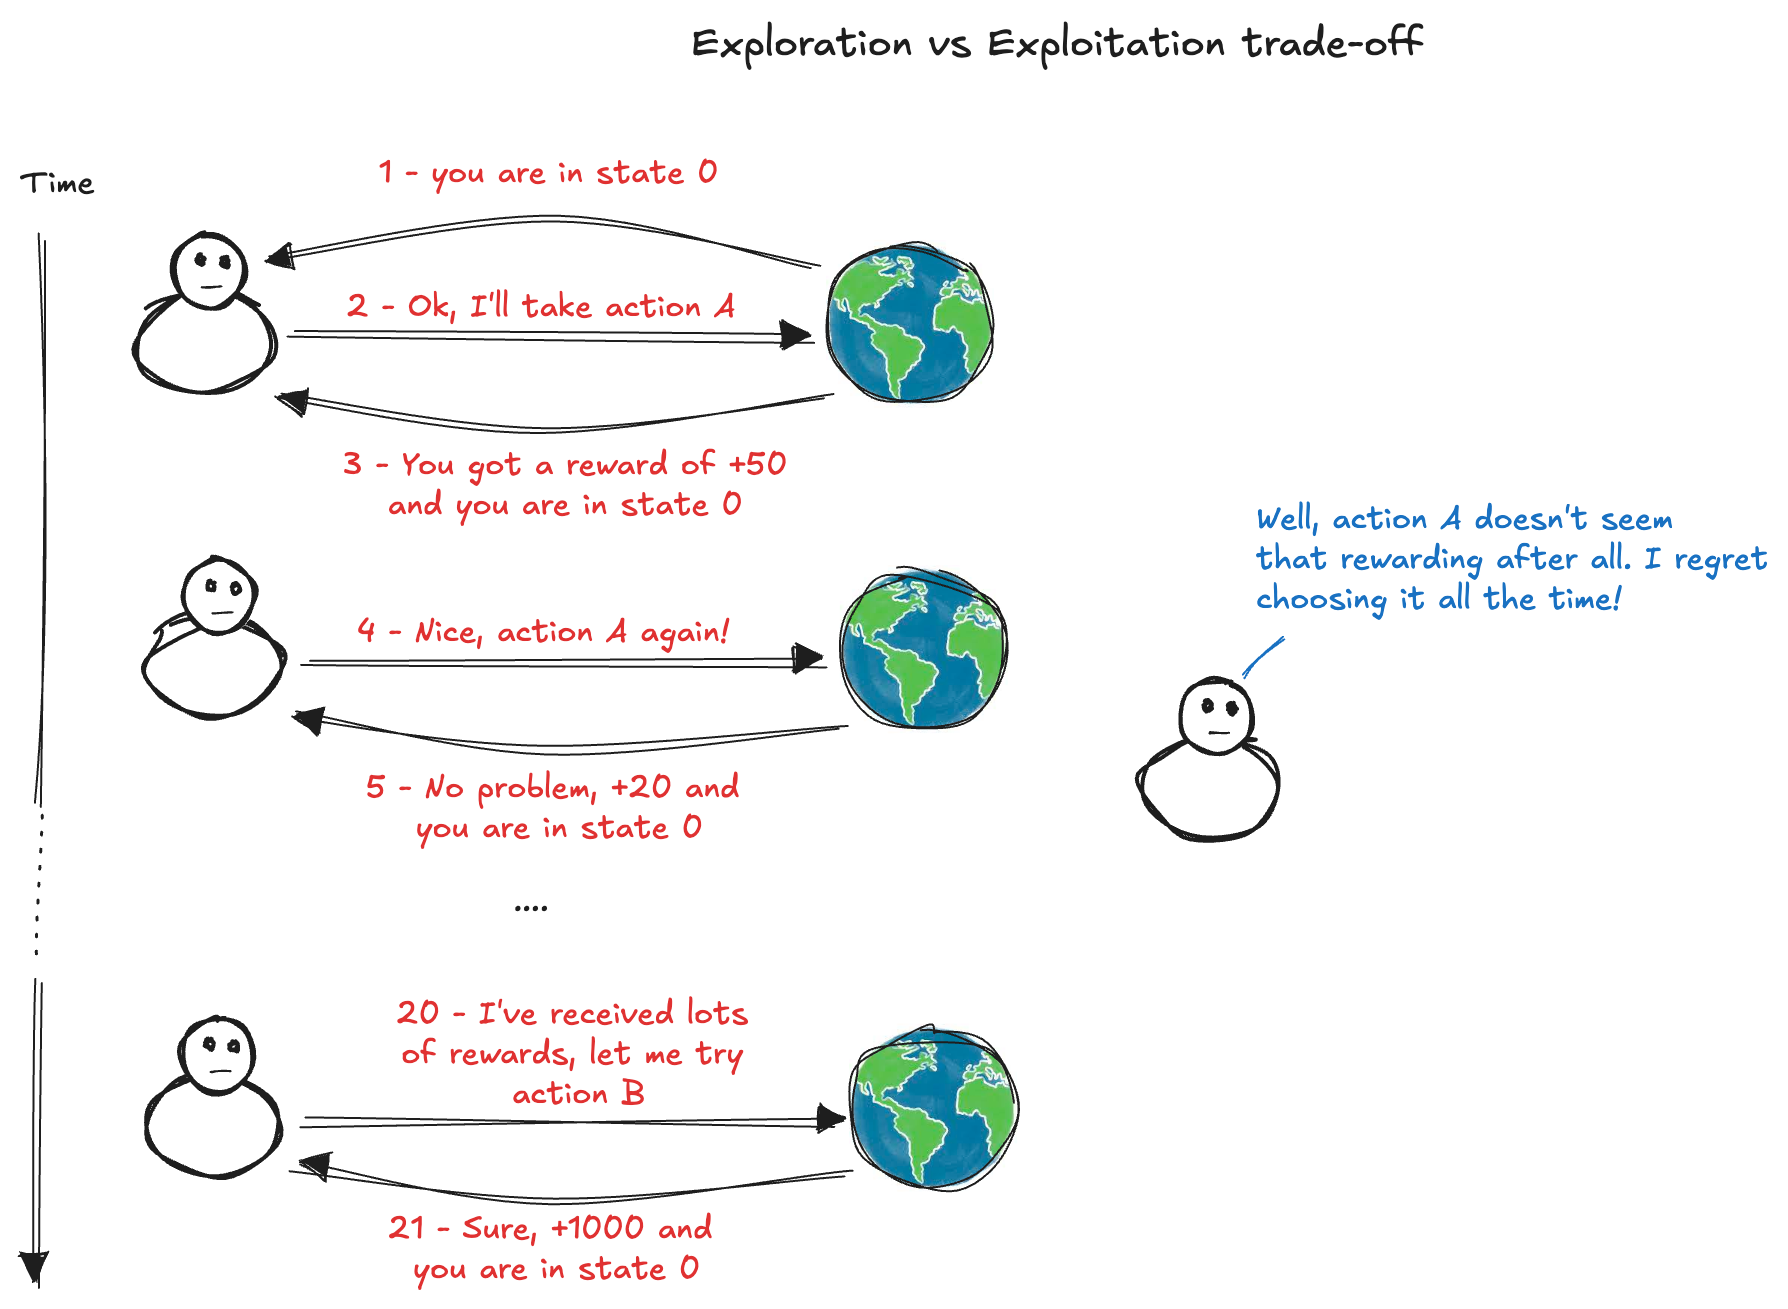 Exploration vs Exploitation trade-off
Time
1 - you are in state 0
2 - Ok, I'll take action A
3 - You got a reward of +50
and you are in state 0
4 - Nice, action A again!
5 - No problem, +20 and
you are in state 0
....
20 - I've received lots
of rewards, let me try
action B
21 - Sure, +1000 and
you are in state 0
Well, action A doesn't seem
that rewarding after all. I regret
choosing it all the time!